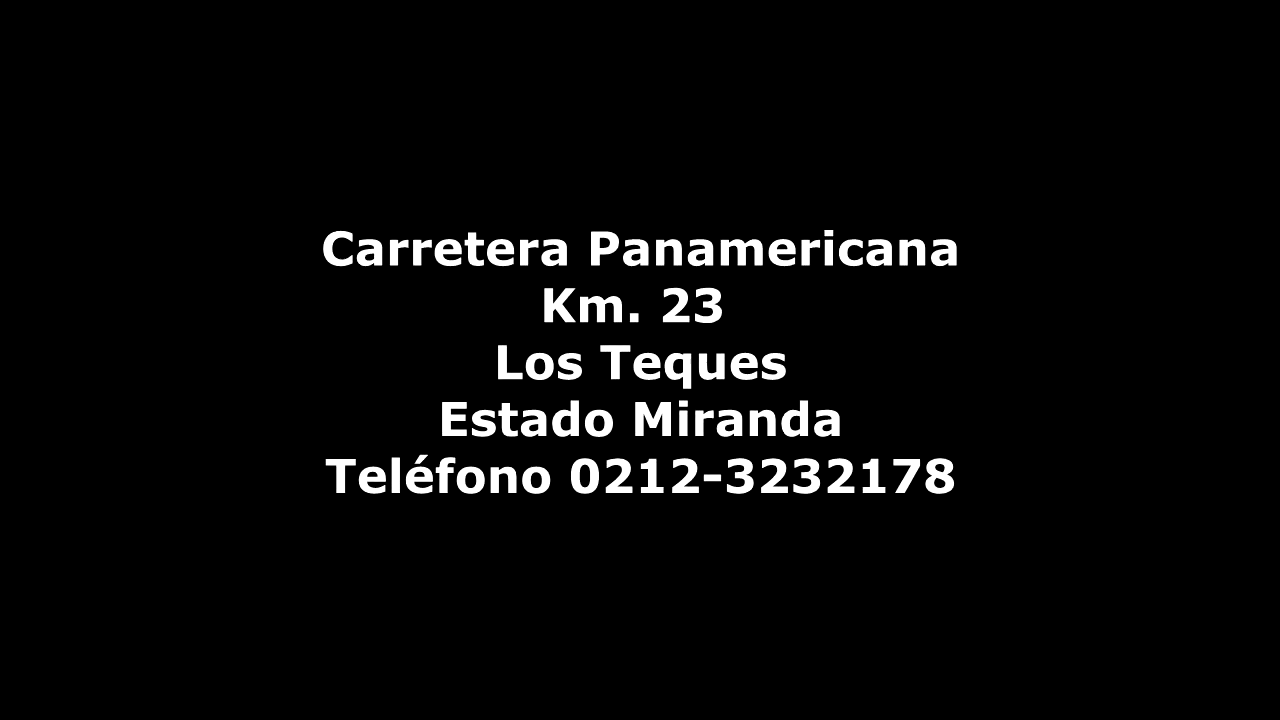 Carretera Panamericana
Km. 23
Los Teques
Estado Miranda
Teléfono 0212-3232178